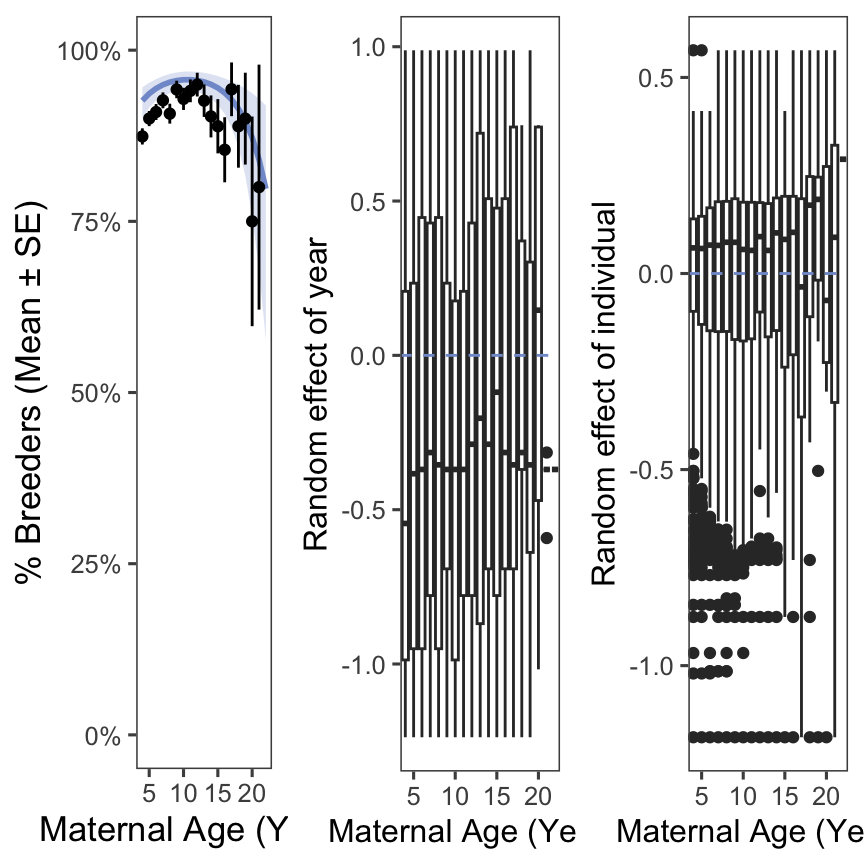 % Breeders (Mean ± SE)
100%
75%
50%
25%
0%
5 10 15 20
Maternal Age (Y
Random effect of year
1.0
0.5
0.0
-0.5
-1.0
5 10 15 20
Maternal Age (Ye
Random effect of individual
0.5
0.0
-0.5
-1.0
5 10 15 20
Maternal Age (Ye